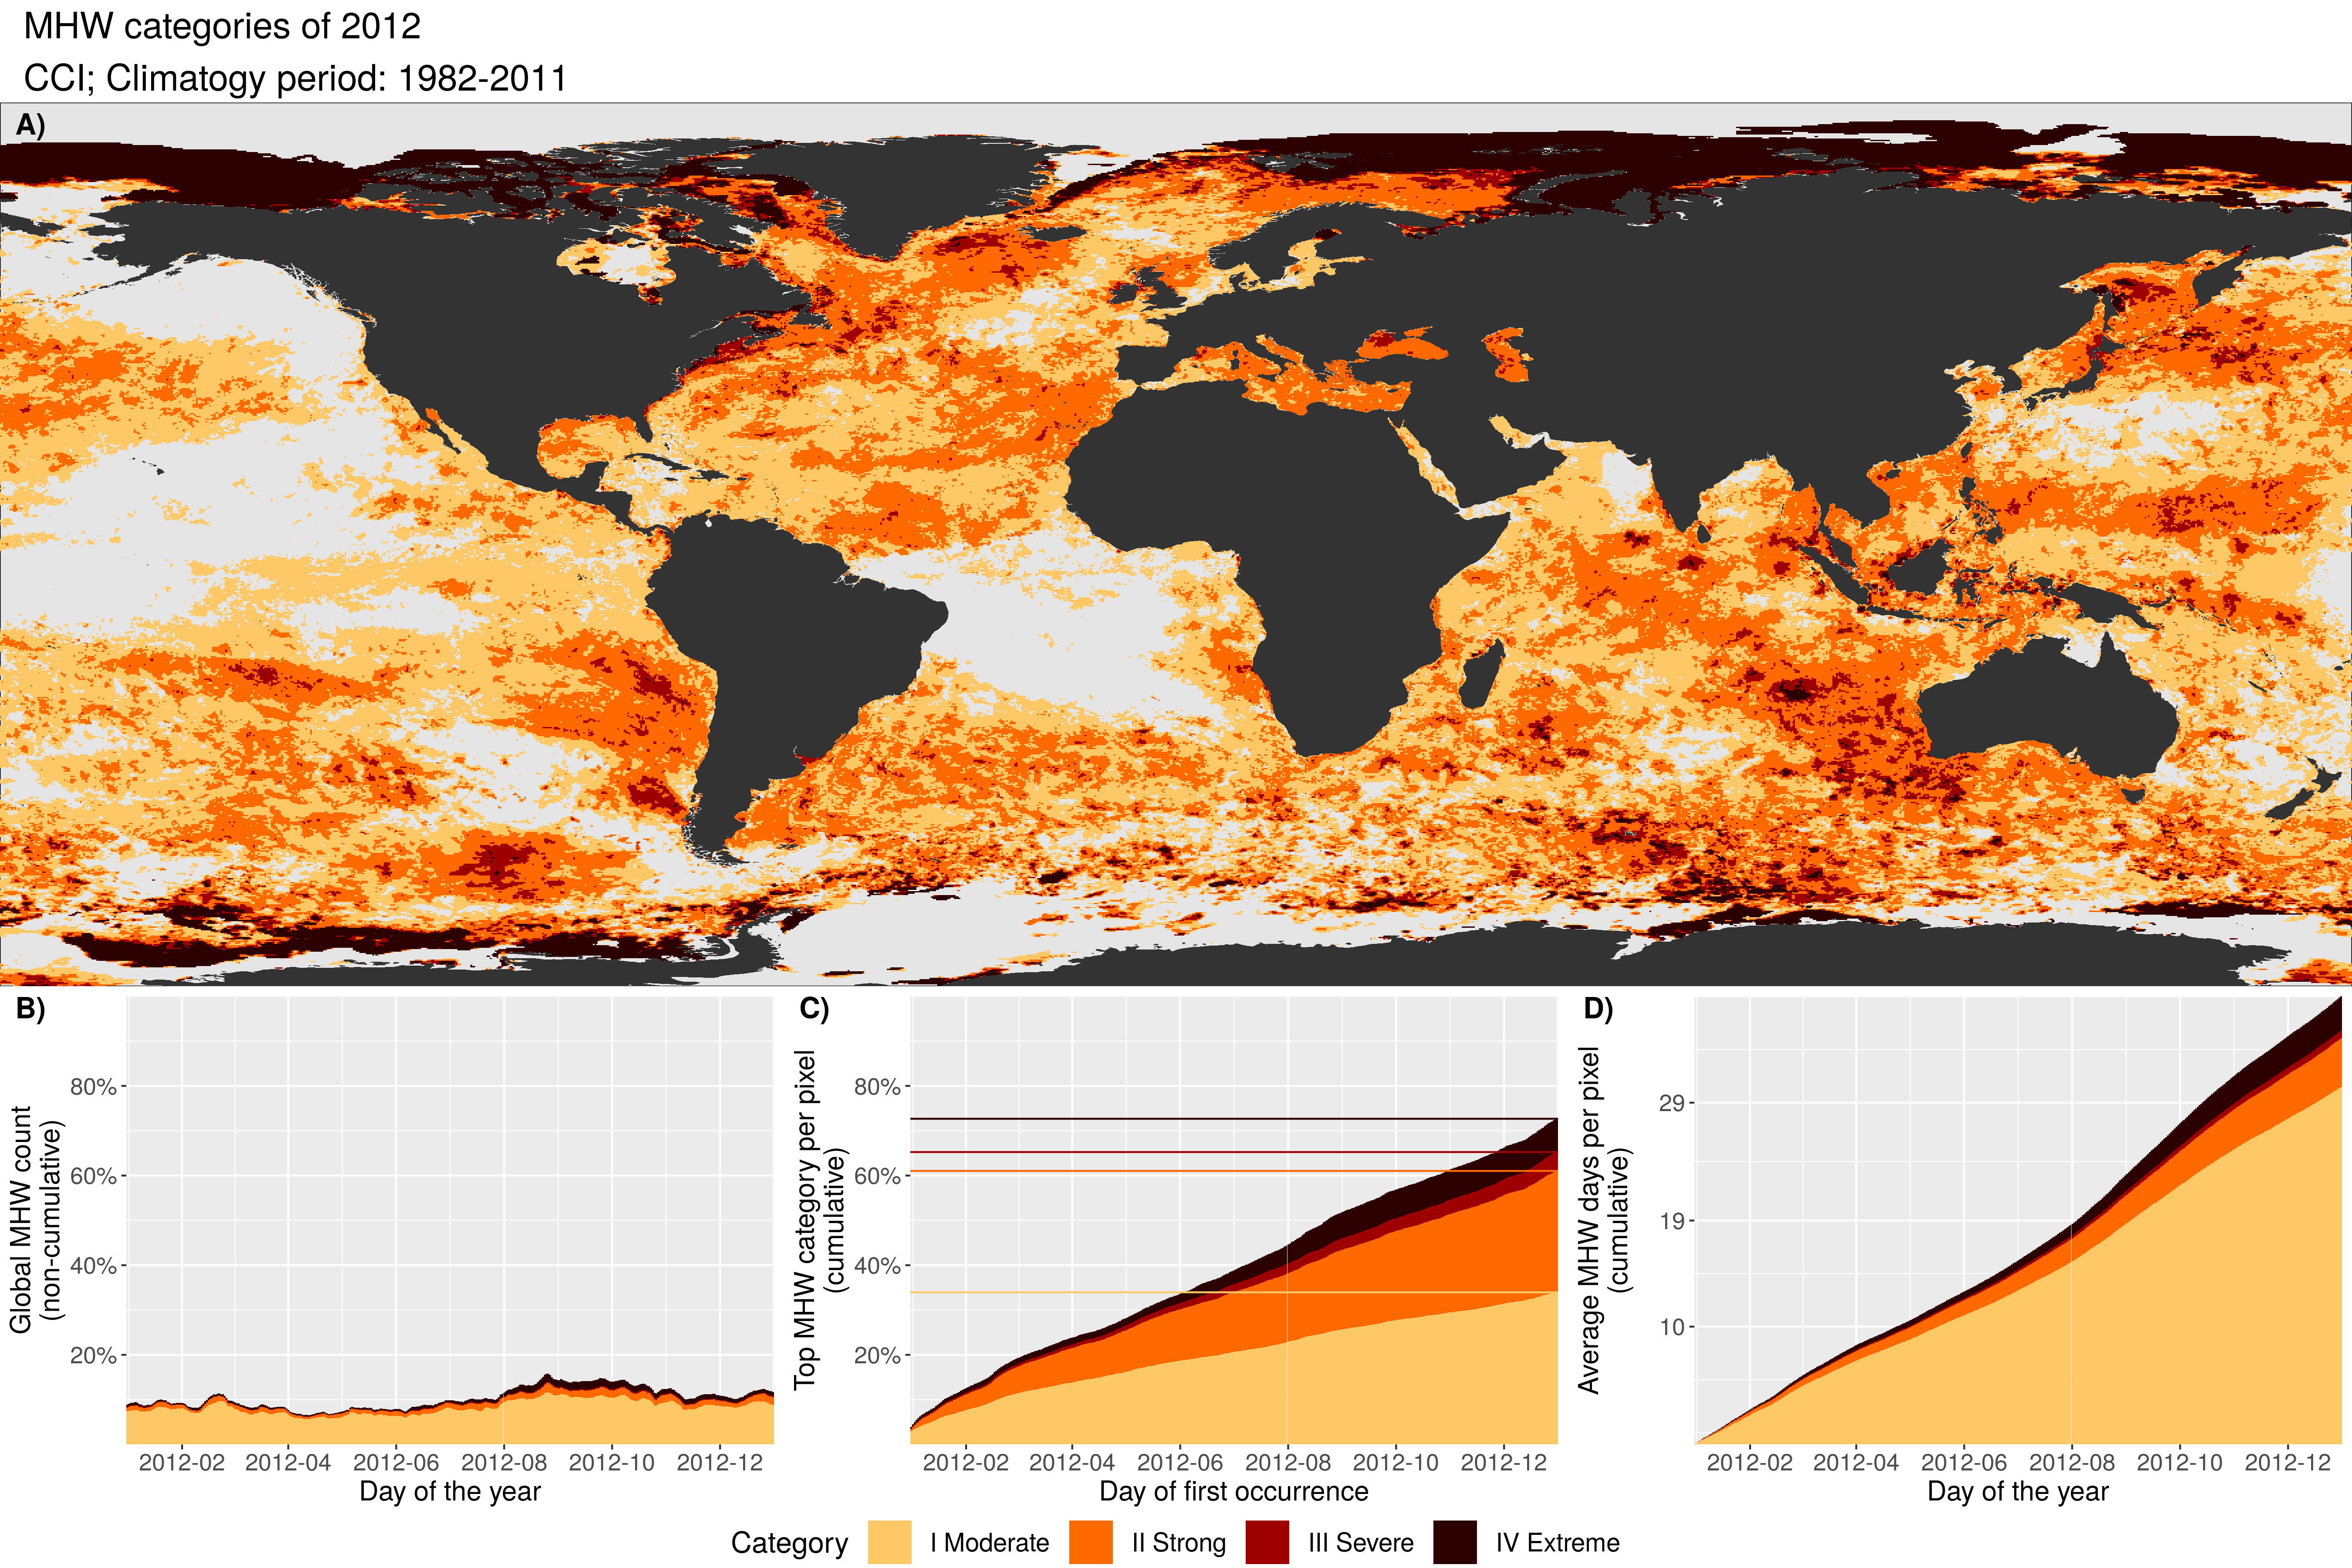 MHW categories of 2012
CCI; Climatogy period: 1982-2011
A)
B)
Global MHW count
(non-cumulative)
80%
60%
40%
20%
2012-02 2012-04 2012-06 2012-08 2012-10 2012-12
Day of the year
C)
Top MHW category per pixel
(cumulative)
80%
60%
40%
20%
2012-02 2012-04 2012-06 2012-08 2012-10 2012-12
Day of first occurrence
D)
Average MHW days per pixel
(cumulative)
29
19
10
2012-02 2012-04 2012-06 2012-08 2012-10 2012-12
Day of the year
Category I Moderate II Strong III Severe IV Extreme